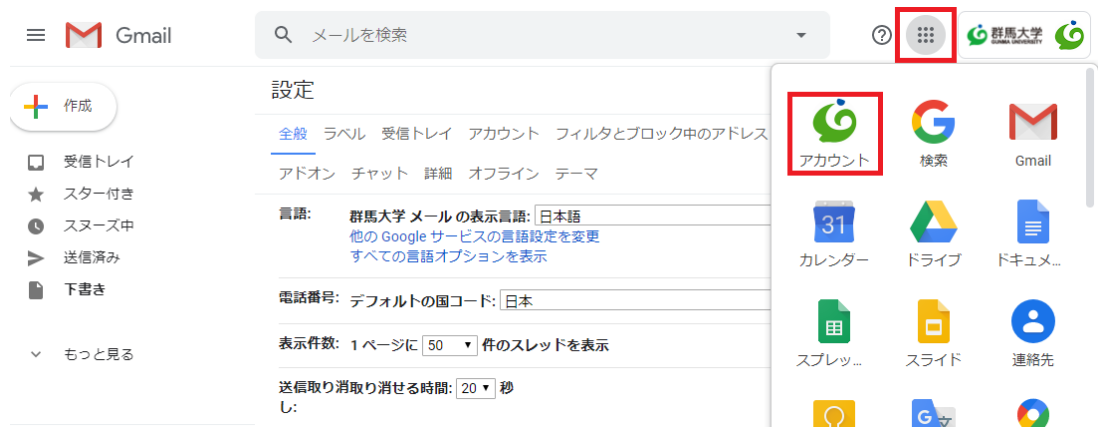 Gmail
メールを検索
群馬大学
GUNMA UNIVERSITY
作成
受信トレイ
スター付き
スヌーズ中
送信済み
下書き
もっと見る
設定
全般 ラベル 受信トレイ アカウント フィルタとブロック中のアドレス
アドオン チャット 詳細 オフライン テーマ
言語: 群馬大学 メール の表示言語: 日本語
他の Google サービスの言語設定を変更
すべての言語オプションを表示
電話番号: デフォルトの国コード: 日本
表示件数: 1 ページに 50 件のスレッドを表示
送信取り消 取り消せる時間: 20 秒
し:
アカウント 検索 Gmail
31
カレンダー ドライブ ドキュメ...
スプレッ... スライド 連絡先
G 文